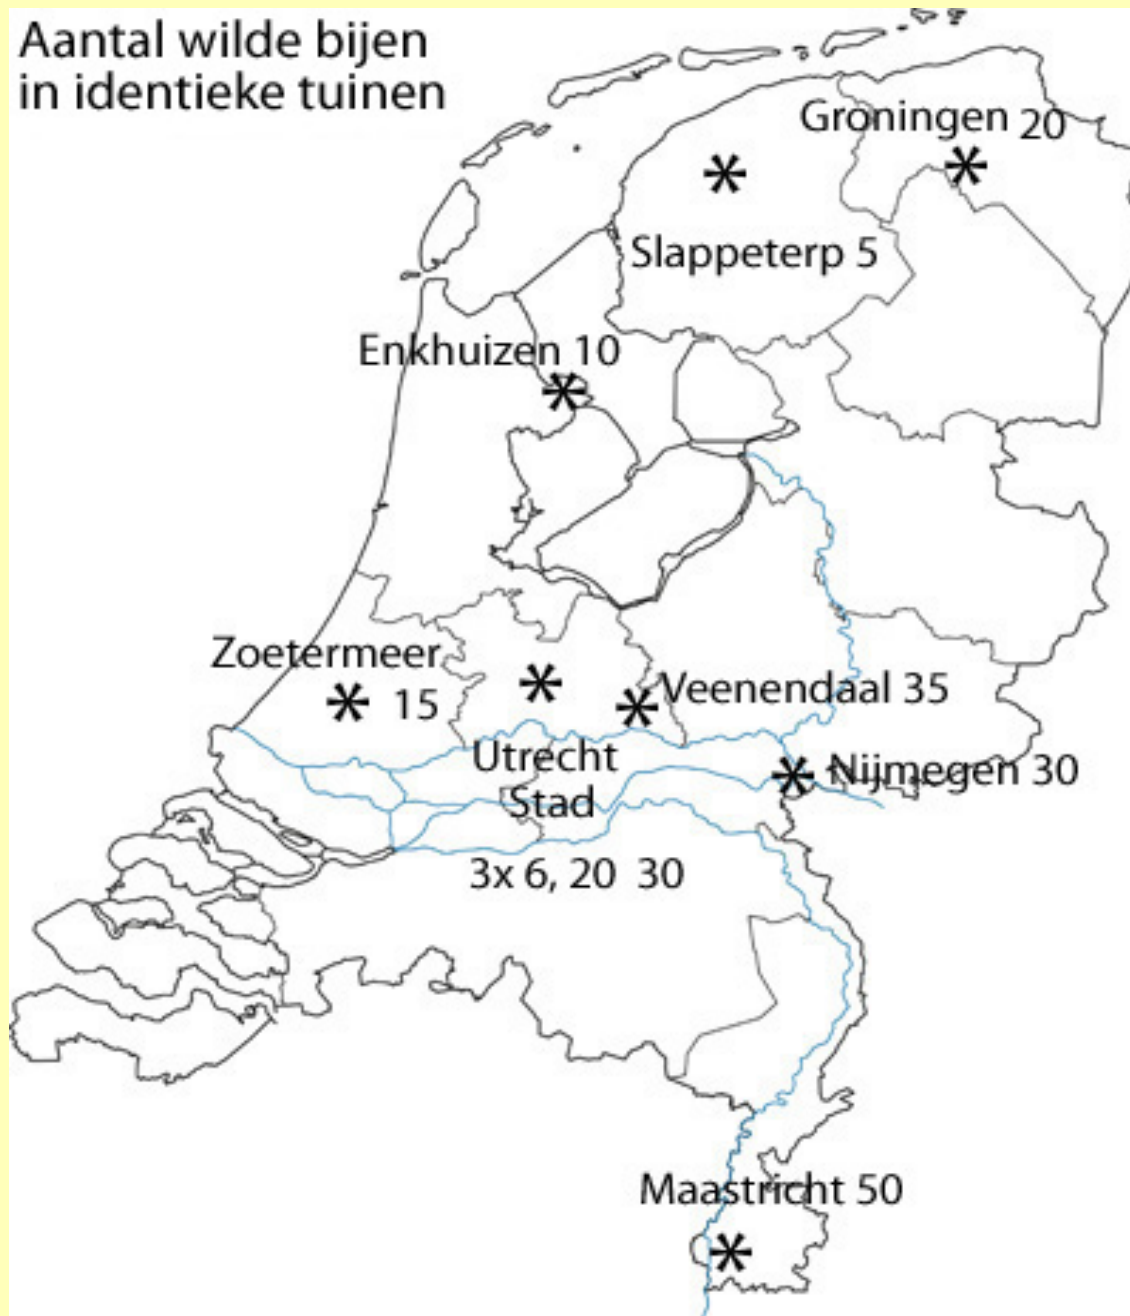 Aantal wilde bijen
in identieke tuinen
Groningen 20
Slappeterp 5
Enkhuizen 10
Zoetermeer
15
Veenendaal 35
Utrecht
Stad
Nijmegen 30
3x 6, 20 30
Maastricht 50